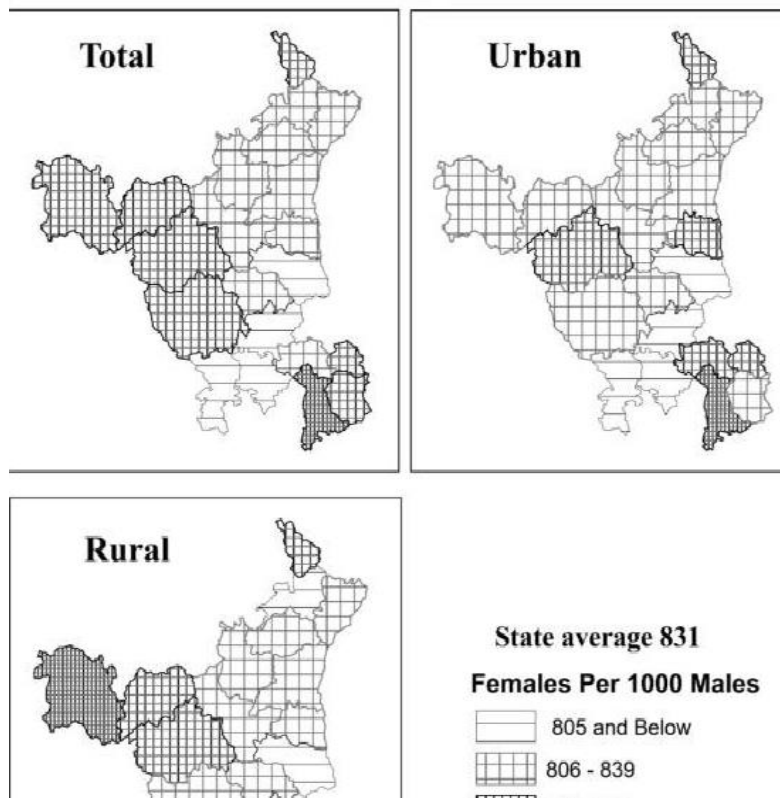 Total
Urban
Rural
State average 831
Females Per 1000 Males
805 and Below
806 - 839